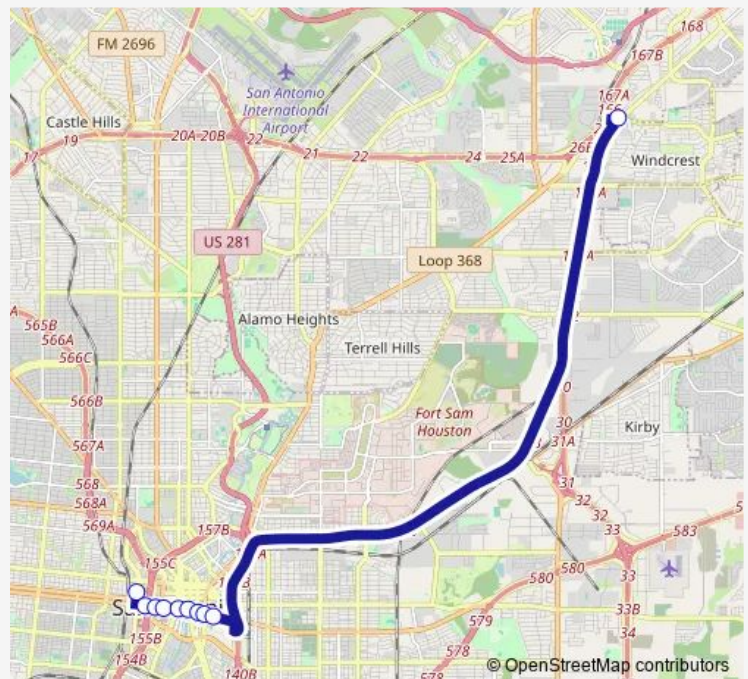 168
FM 2696
167B
San Antonio
International
Airport
167A
166
Castle Hills
20A 20B
22
19
17
21
22
24
25A
Windcrest
US 281
Loop 368
Alamo Heights
565B
566A
566C
Terrell Hills
566B
Fort Sam
Houston
30
31A
Kirby
567A
568
568A
569A
31
32
32
157B
33
583
155C
580
580
33
33B
579
34
155B
154B
140B
578
578
© OpenStreetMap contributors